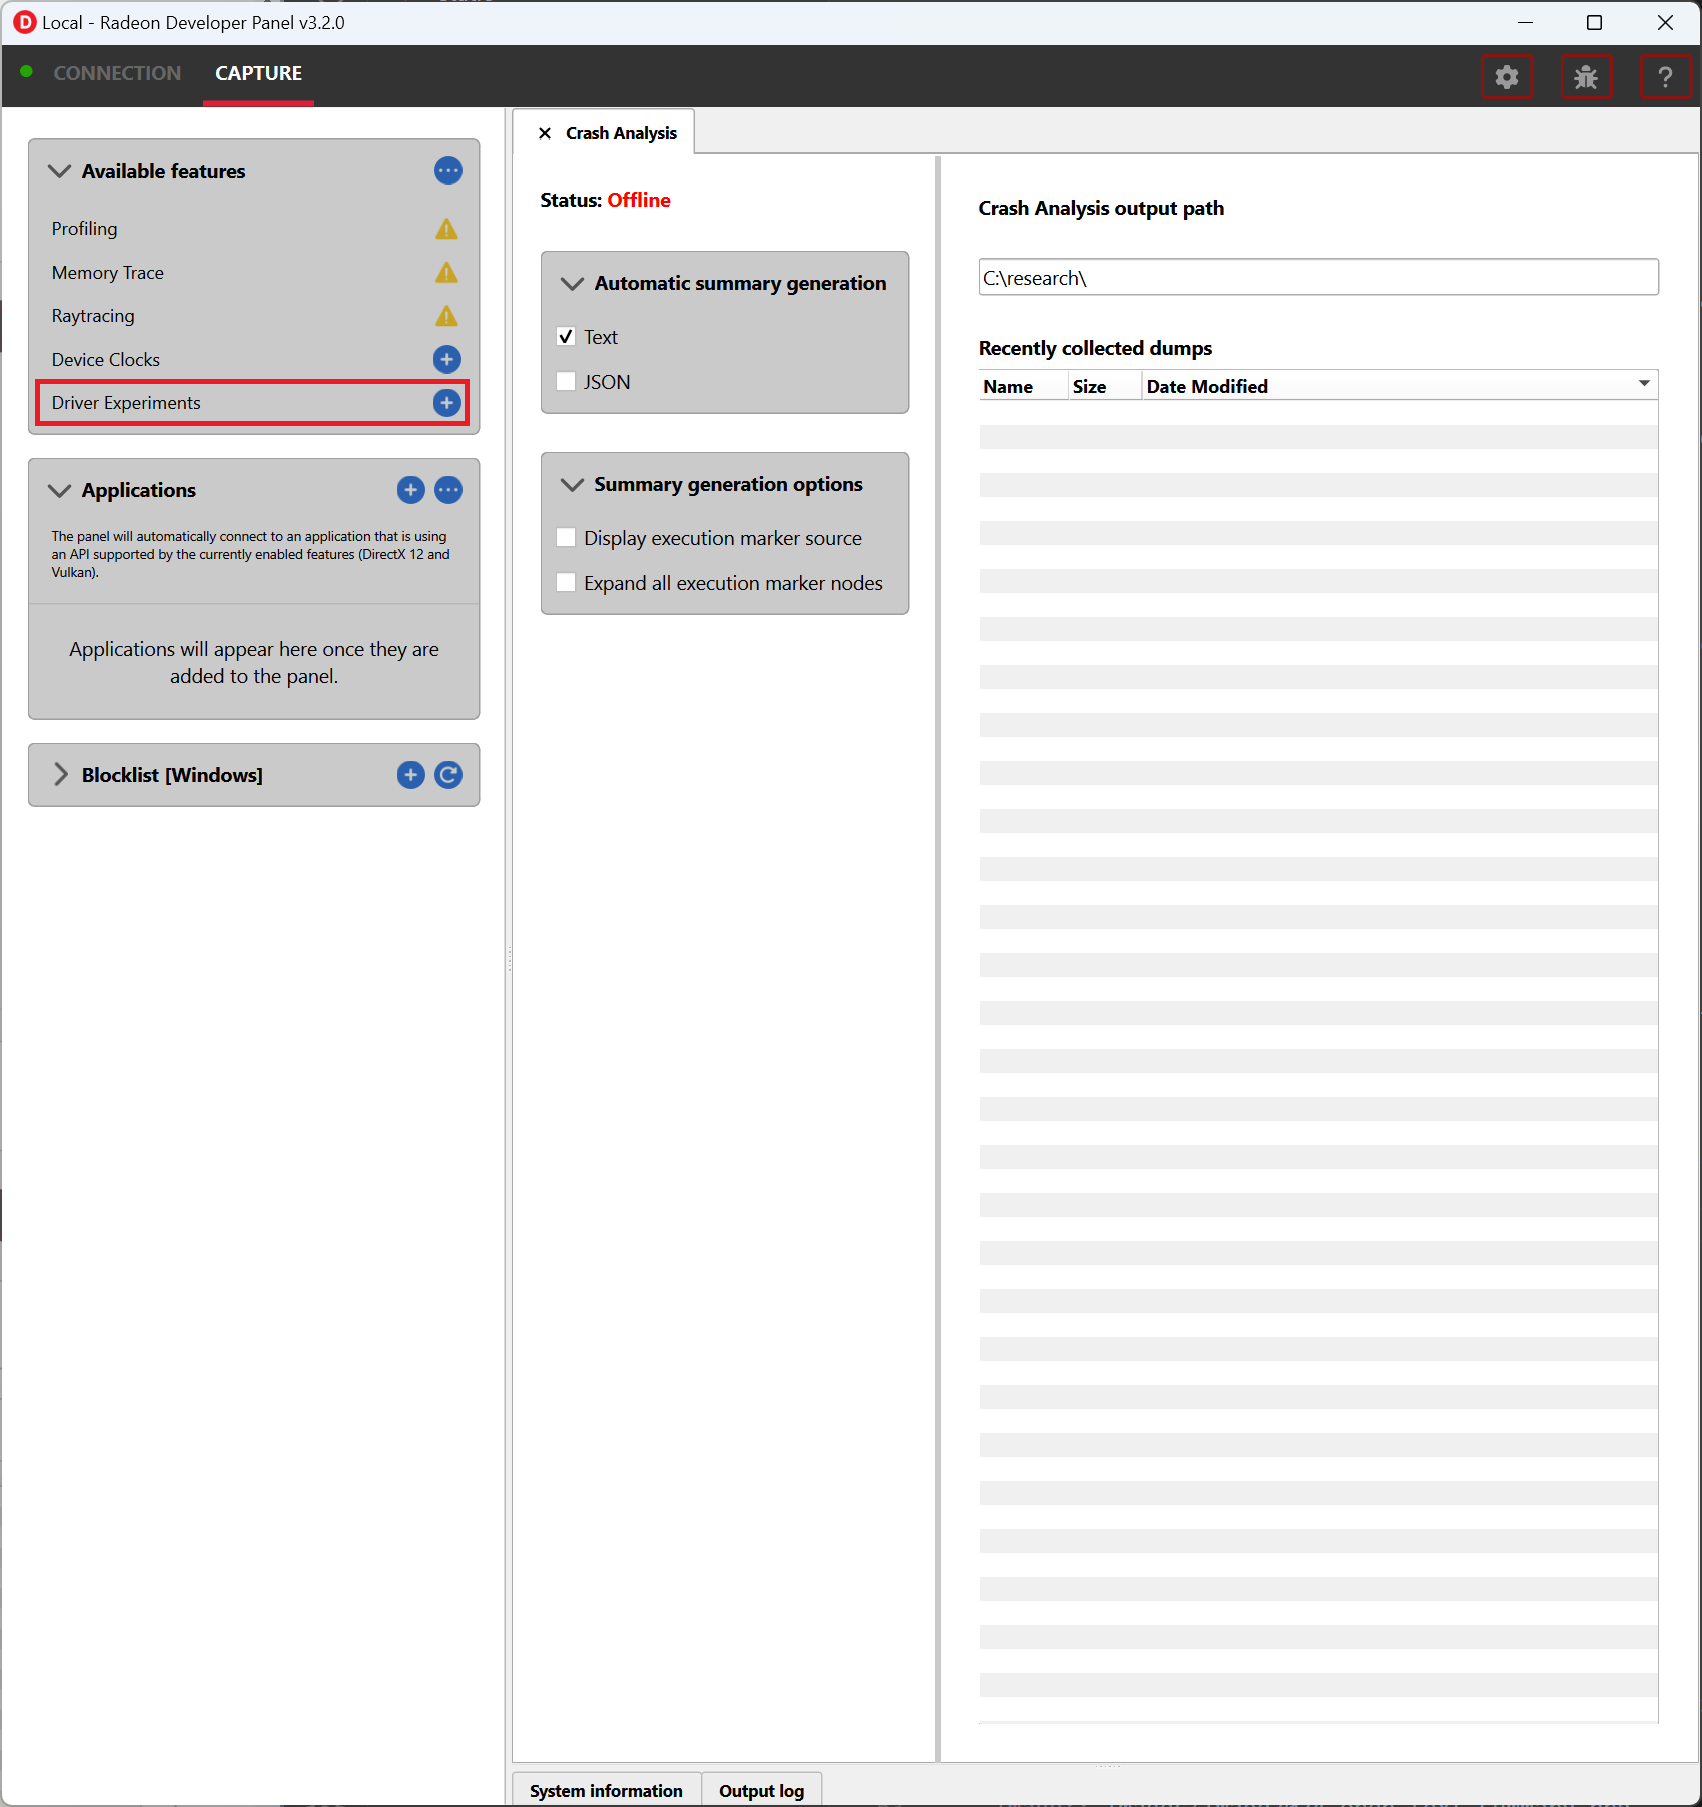 Local - Radeon Developer Panel v3.2.0
CONNECTION
CAPTURE
?
Available features
Profiling
Memory Trace
Raytracing
Device Clocks
Driver Experiments
Applications
The panel will automatically connect to an application that is using
an API supported by the currently enabled features (DirectX 12 and
Vulkan).
Applications will appear here once they are
added to the panel.
Blocklist [Windows]
Crash Analysis
Status: Offline
Automatic summary generation
Text
JSON
Summary generation options
Display execution marker source
Expand all execution marker nodes
Crash Analysis output path
C:\research\
Recently collected dumps
Name Size Date Modified
System information
Output log